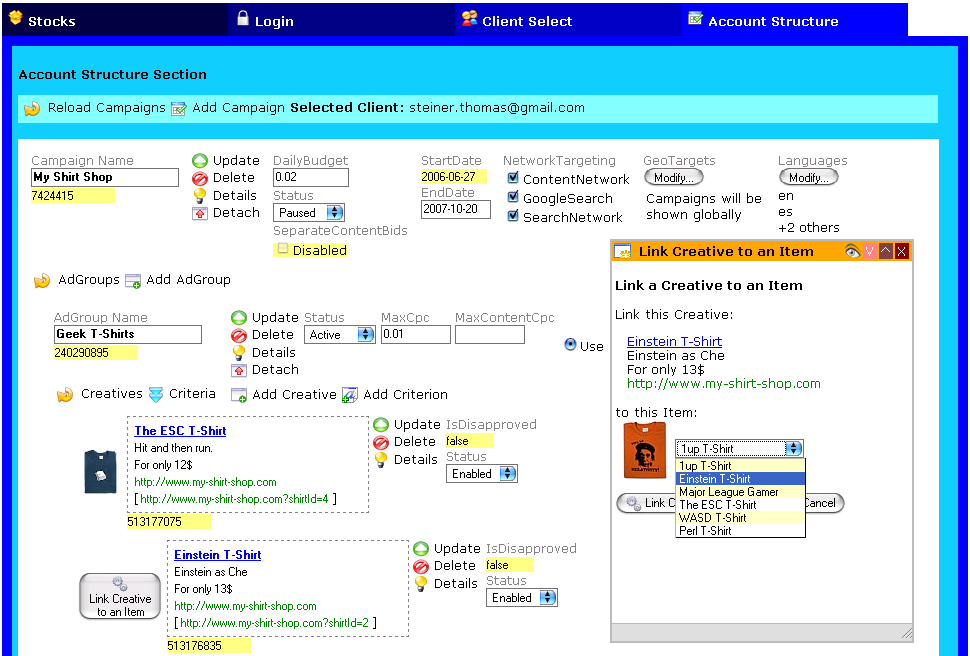 Stocks
Login
Client Select
Account Structure
Account Structure Section
Reload Campaigns Add Campaign Selected Client: steiner.thomas@gmail.com
Campaign Name
My Shirt Shop
7424415
Update
Delete
Details
Detach
DailyBudget
0.02
Status
Paused
SeparateContentBids
Disabled
StartDate
2006-06-27
EndDate
2007-10-20
NetworkTargeting
ContentNetwork
GoogleSearch
SearchNetwork
GeoTargets
Modify...
Campaigns will be
shown globally
Languages
Modify...
en
es
+2 others
AdGroups Add AdGroup
AdGroup Name
Geek T-Shirts
240290895
Update
Delete
Details
Detach
Status
Active
MaxCpc
0.01
MaxContentCpc
Use
Creatives Criteria Add Creative Add Criterion
The ESC T-Shirt
Hit and then run.
For only 12$
http://www.my-shirt-shop.com
[ http://www.my-shirt-shop.com?shirtId=4 ]
513177075
Update
Delete
Details
IsDisapproved
false
Status
Enabled
Link Creative
to an Item
Einstein T-Shirt
Einstein as Che
For only 13$
http://www.my-shirt-shop.com
[ http://www.my-shirt-shop.com?shirtId=2 ]
513176835
Update
Delete
Details
IsDisapproved
false
Status
Enabled
Link Creative to an Item
Link a Creative to an Item
Link this Creative:
Einstein T-Shirt
Einstein as Che
For only 13$
http://www.my-shirt-shop.com
to this Item:
1up T-Shirt
1up T-Shirt
Einstein T-Shirt
Major League Gamer
The ESC T-Shirt
WASD T-Shirt
Perl T-Shirt
Link C
ancel